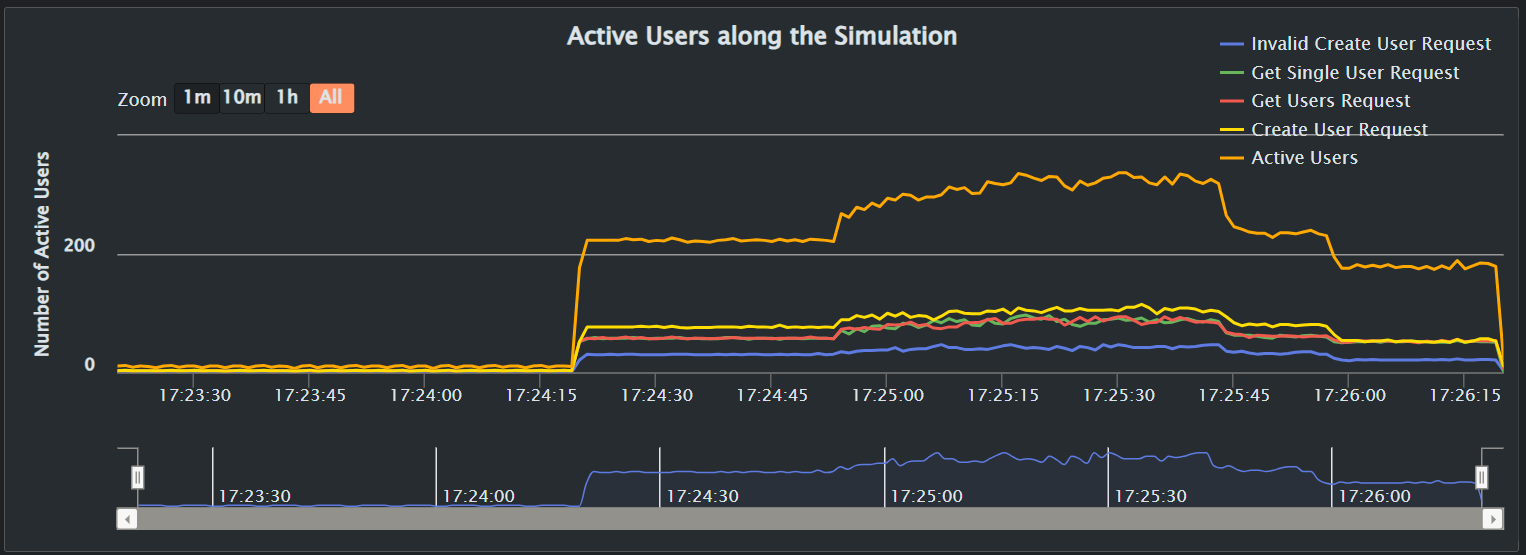 Active Users along the Simulation
Invalid Create User Request
Get Single User Request
Get Users Request
Create User Request
Active Users
Zoom 1m 10m 1h All
Number of Active Users
200
0
17:23:30 17:23:45 17:24:00 17:24:15 17:24:30 17:24:45 17:25:00 17:25:15 17:25:30 17:25:45 17:26:00 17:26:15
17:23:30 17:24:00 17:24:30 17:25:00 17:25:30 17:26:00